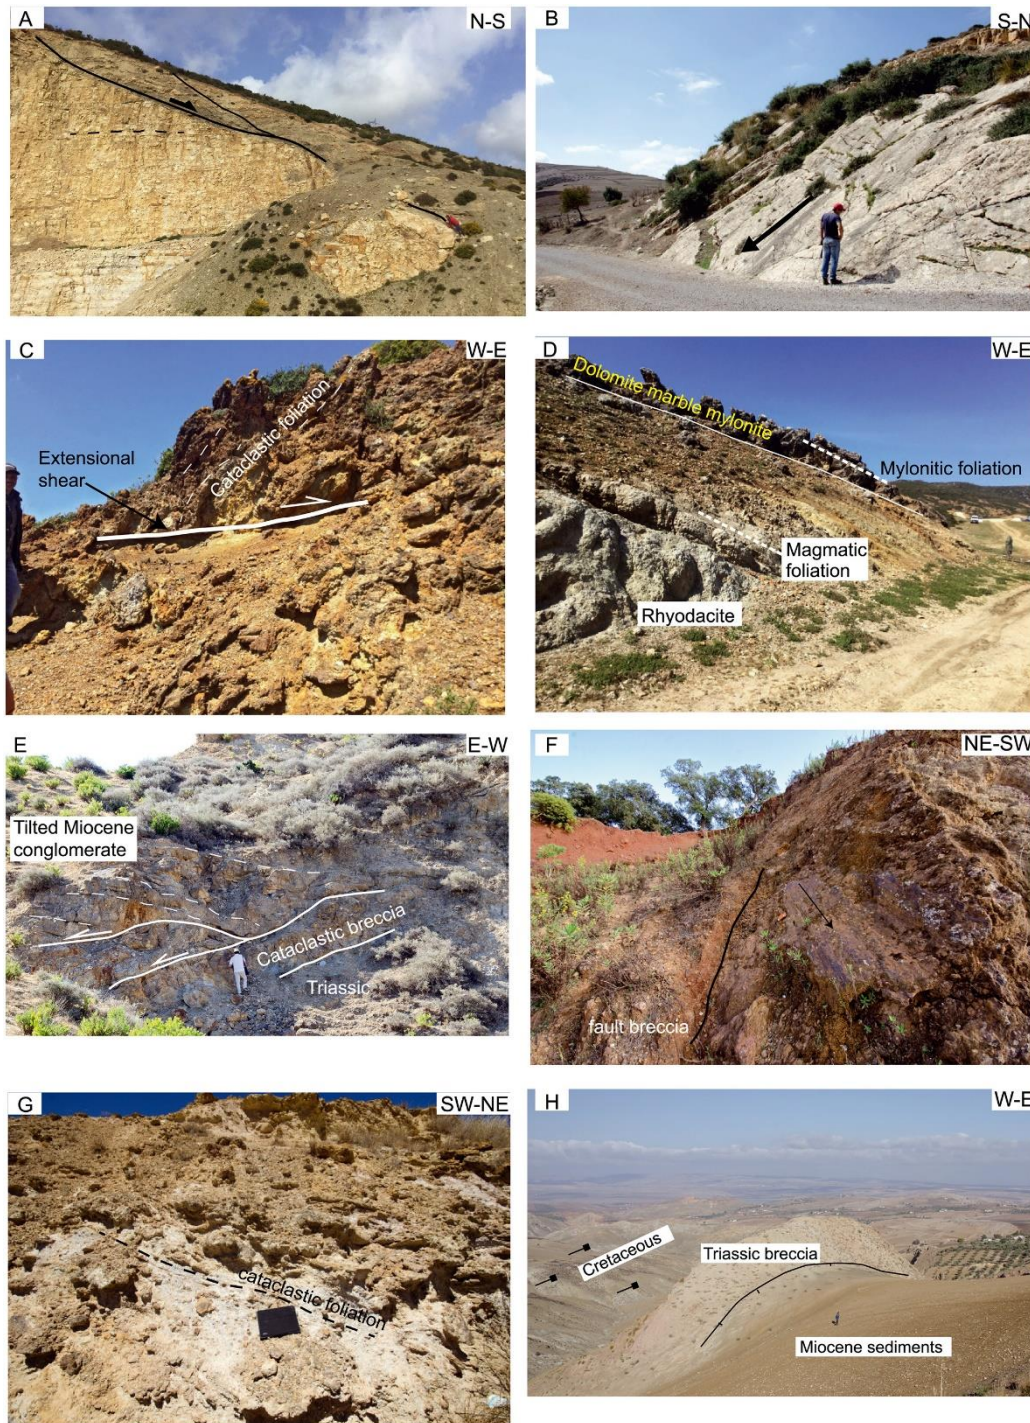 A
N-S
B
S-N
C
W-E
Extensional
shear
Cataclastic foliation
D
W-E
Dolomite marble mylonite
Mylonitic foliation
Magmatic
foliation
Rhyodacite
E
E-W
Tilted Miocene
conglomerate
Cataclastic breccia
Triassic
F
NE-SW
fault breccia
G
SW-NE
cataclastic foliation
H
W-E
Cretaceous
Triassic breccia
Miocene sediments